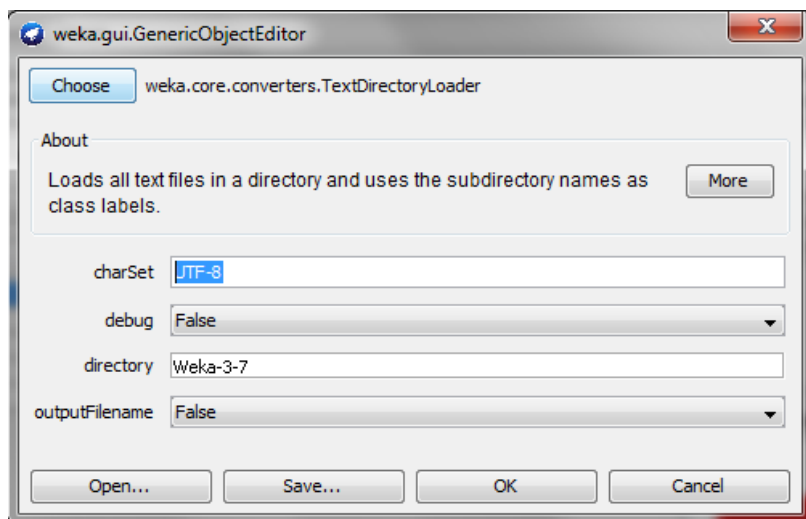 weka.gui.GenericObjectEditor
Choose weka.core.converters.TextDirectoryLoader
About
Loads all text files in a directory and uses the subdirectory names as
class labels.
More
charSet UTF-8
debug False
directory Weka-3-7
outputFilename False
Open... Save... OK Cancel